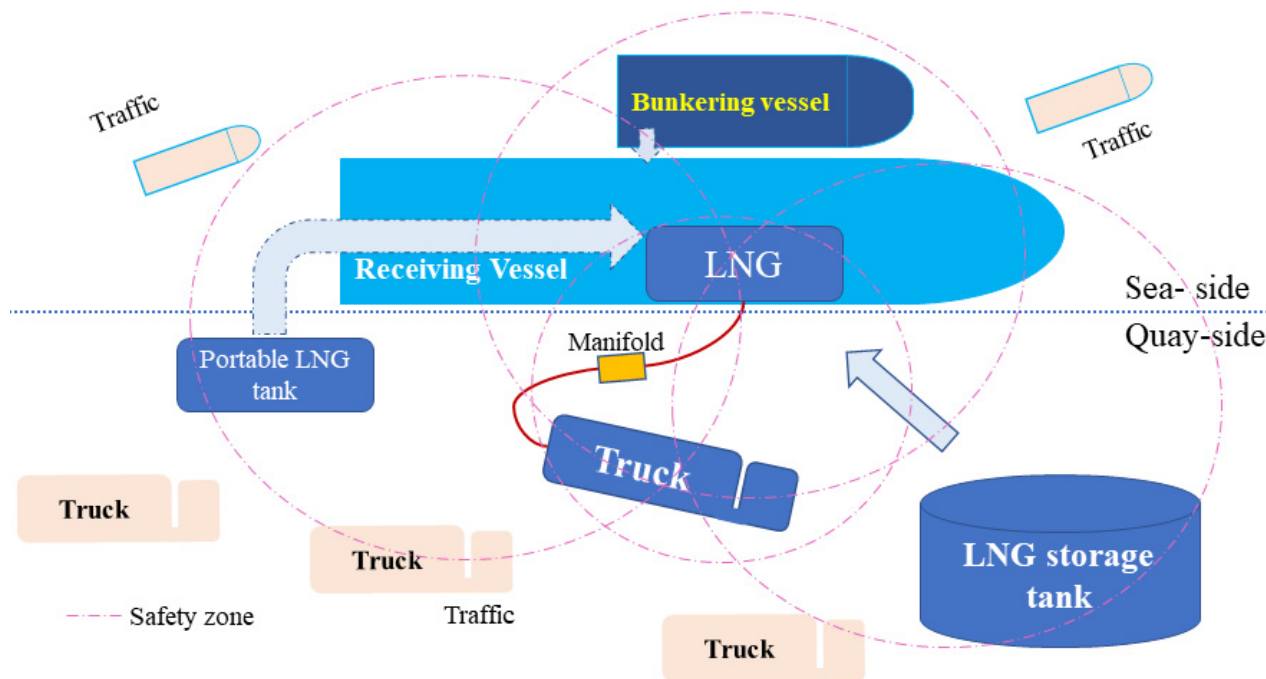 Traffic
Bunkering vessel
Traffic
Receiving Vessel
LNG
Sea- side
Quay-side
Manifold
Portable LNG
tank
Truck
Truck
Truck
LNG storage
tank
Safety zone
Traffic
Truck